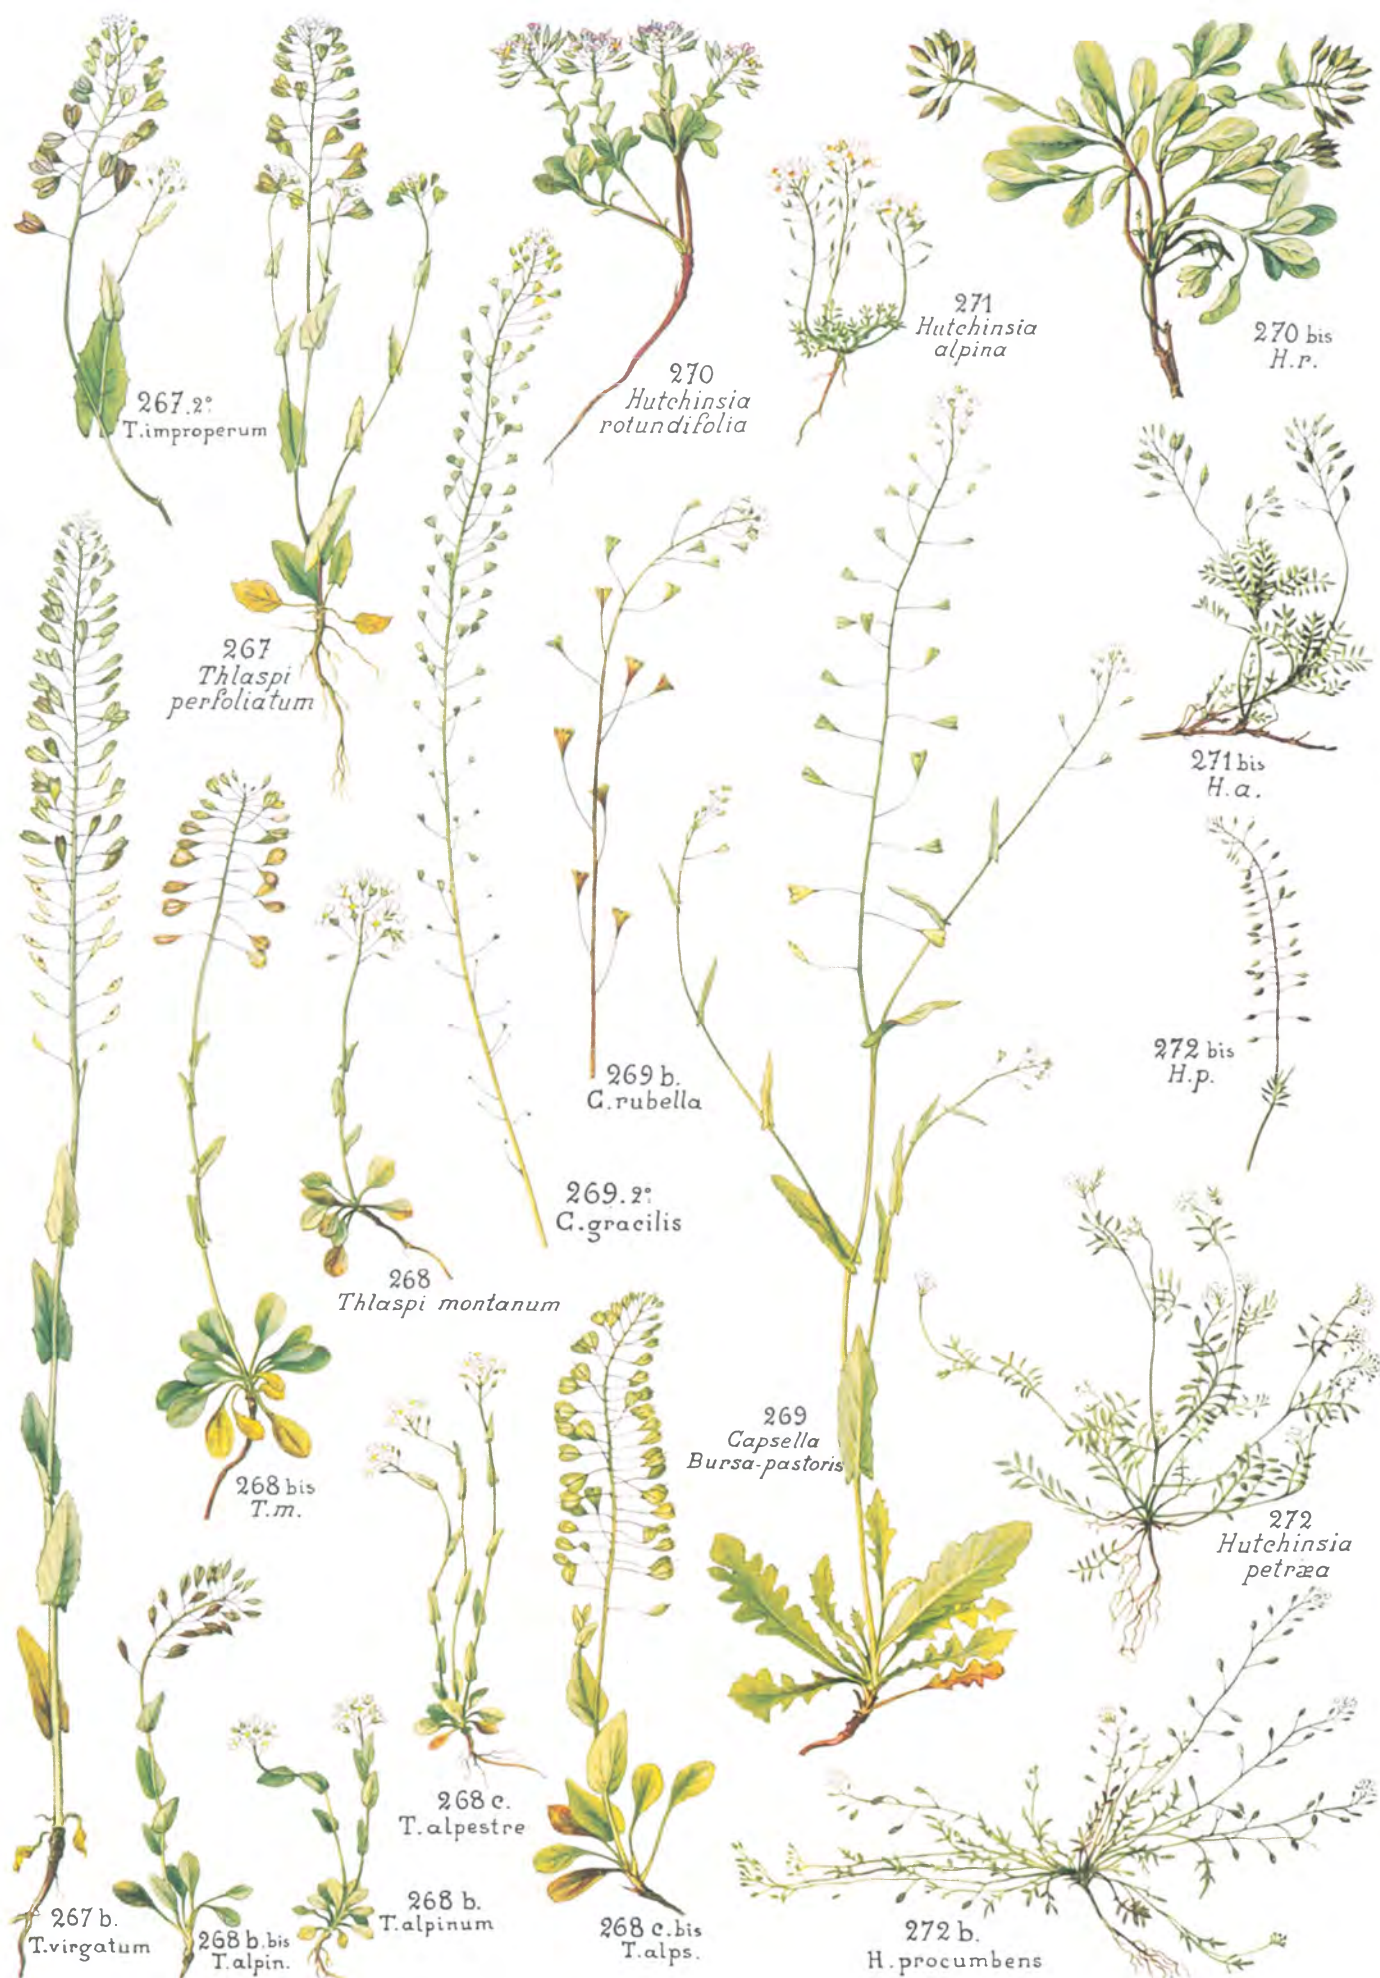 267.2°
T.improperum
267
Thlaspi
perfoliatum
270
Hutchinsia
rotundifolia
271
Hutchinsia
alpina
270 bis
H.r.
271 bis
H.a.
272 bis
H.p.
269 b.
C.rubella
269.2°
C.gracilis
268
Thlaspi montanum
268 bis
T.m.
269
Capsella
Bursa-pastoris
272
Hutchinsia
petræa
268 c.
T.alpestre
267 b.
T.virgatum
268 b.bis
T.alpin.
268 b.
T.alpinum
268 c.bis
T.alps.
272 b.
H.procumbens